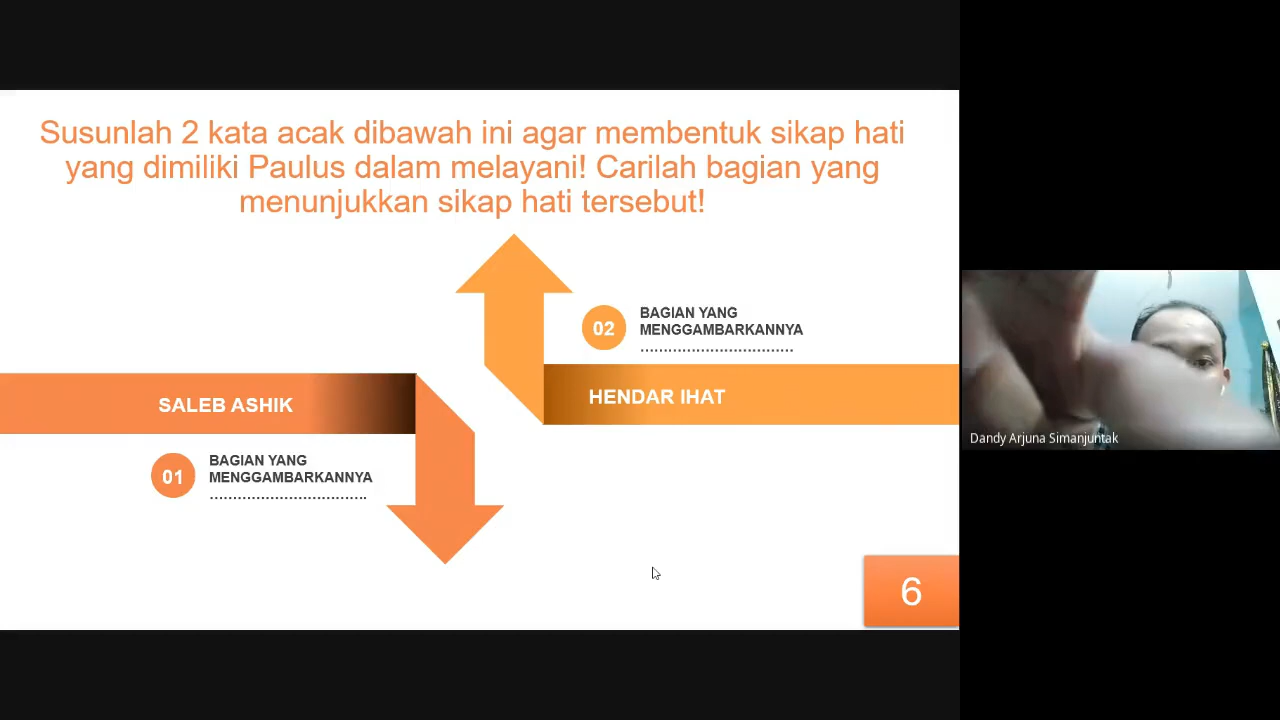 Susunlah 2 kata acak dibawah ini agar membentuk sikap hati
yang dimiliki Paulus dalam melayani! Carilah bagian yang
menunjukkan sikap hati tersebut!
02
BAGIAN YANG
MENGGAMBARKANNYA
.................................
HENDAR IHAT
SALEB ASHIK
01
BAGIAN YANG
MENGGAMBARKANNYA
..................................
6
Dandy Arjuna Simanjuntak